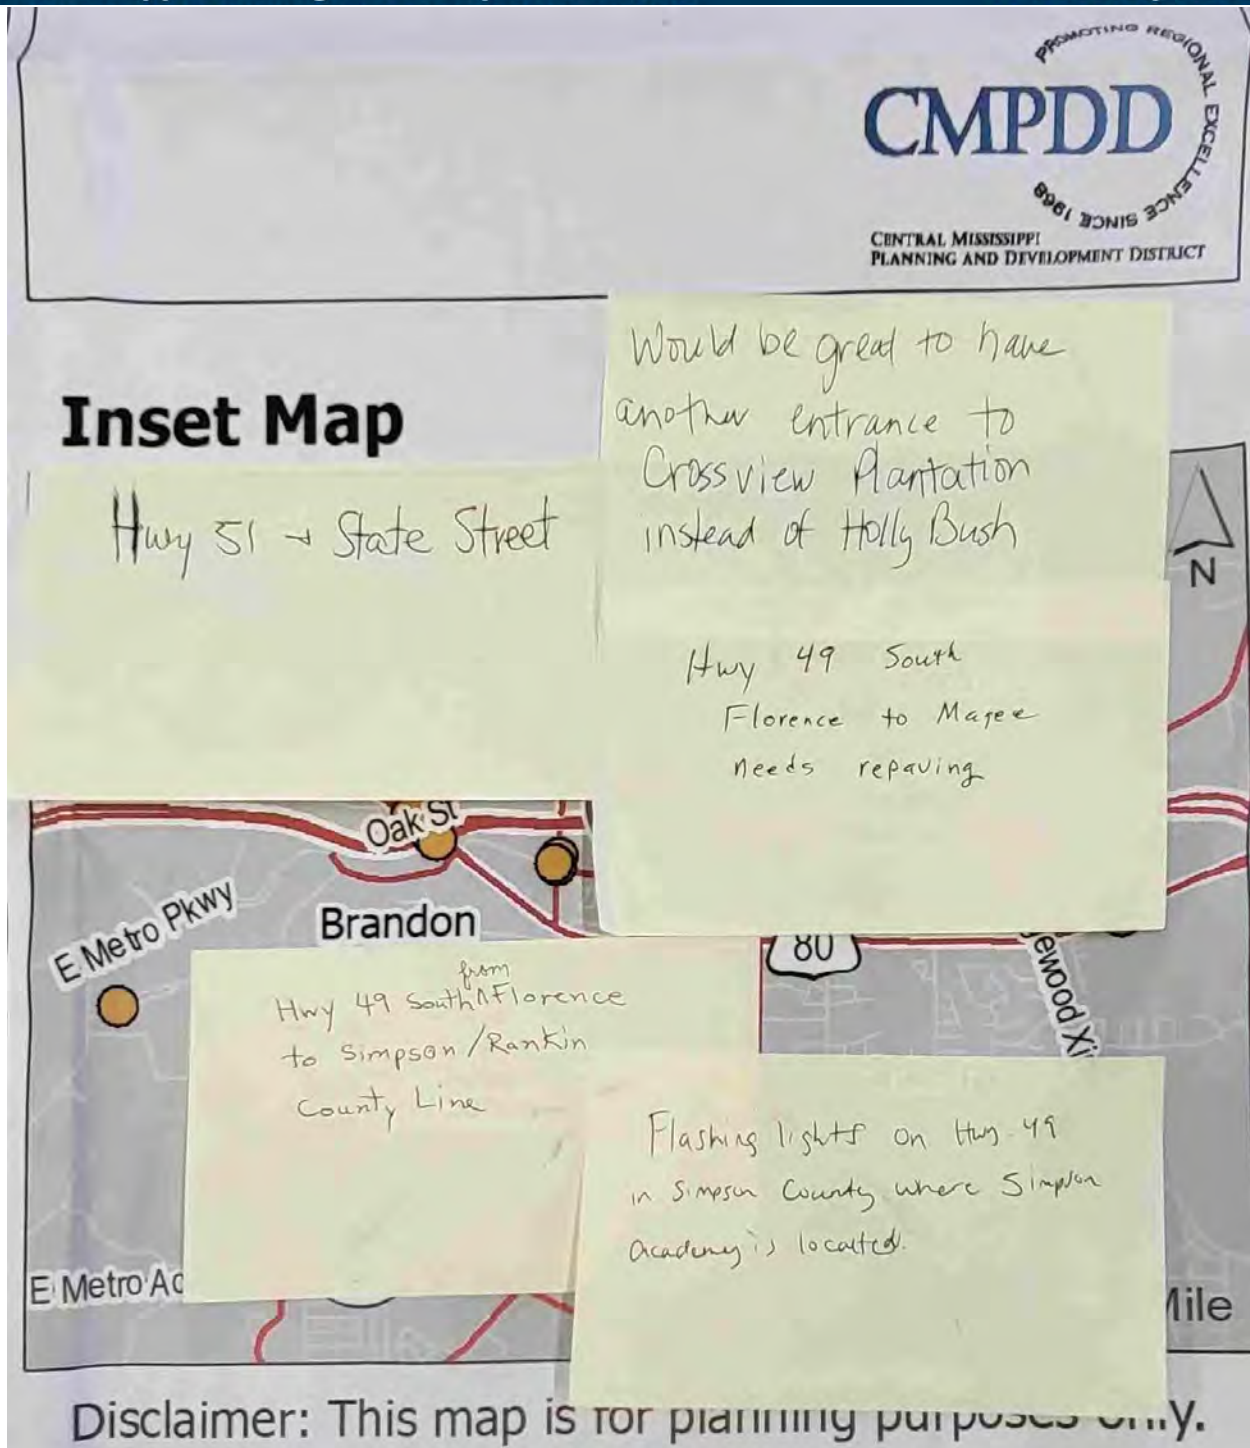 PROMOTING REGIONAL EXCELLENCE SINCE 1968
CMPDD
CENTRAL MISSISSIPPI
PLANNING AND DEVELOPMENT DISTRICT
Inset Map
Would be great to have
another entrance to
Crossview Plantation
instead of Holly Bush
Hwy 51 → State Street
N
Hwy 49 South
Florence to Magee
needs repaving
Oak St
E Metro Pkwy
Brandon
80
Hwy 49 South from Florence
to Simpson/Rankin
County Line
Flashing lights on Hwy 49
in Simpson County where Simpson
academy is located.
E Metro
Disclaimer: This map is for planning purposes only.